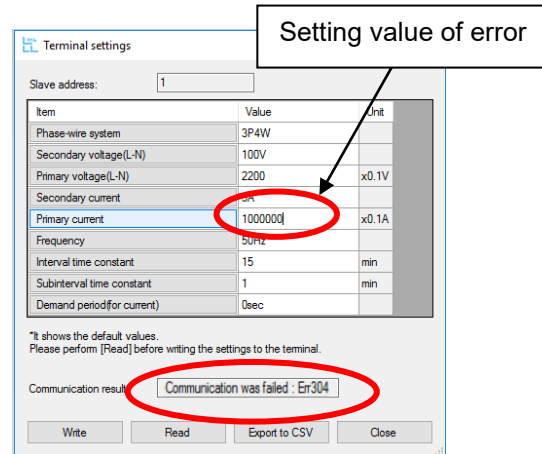 Setting value of error
Terminal settings
Slave address: 1
Item Value Unit
Phase-wire system 3P4W
Secondary voltage(L-N) 100V
Primary voltage(L-N) 2200 x0.1V
Secondary current 5A
Primary current 1000000 x0.1A
Frequency 50Hz
Interval time constant 15 min
Subinterval time constant 1 min
Demand period(for current) 0sec
*It shows the default values.
Please perform [Read] before writing the settings to the terminal.
Communication result Communication was failed : Err304
Write Read Export to CSV Close